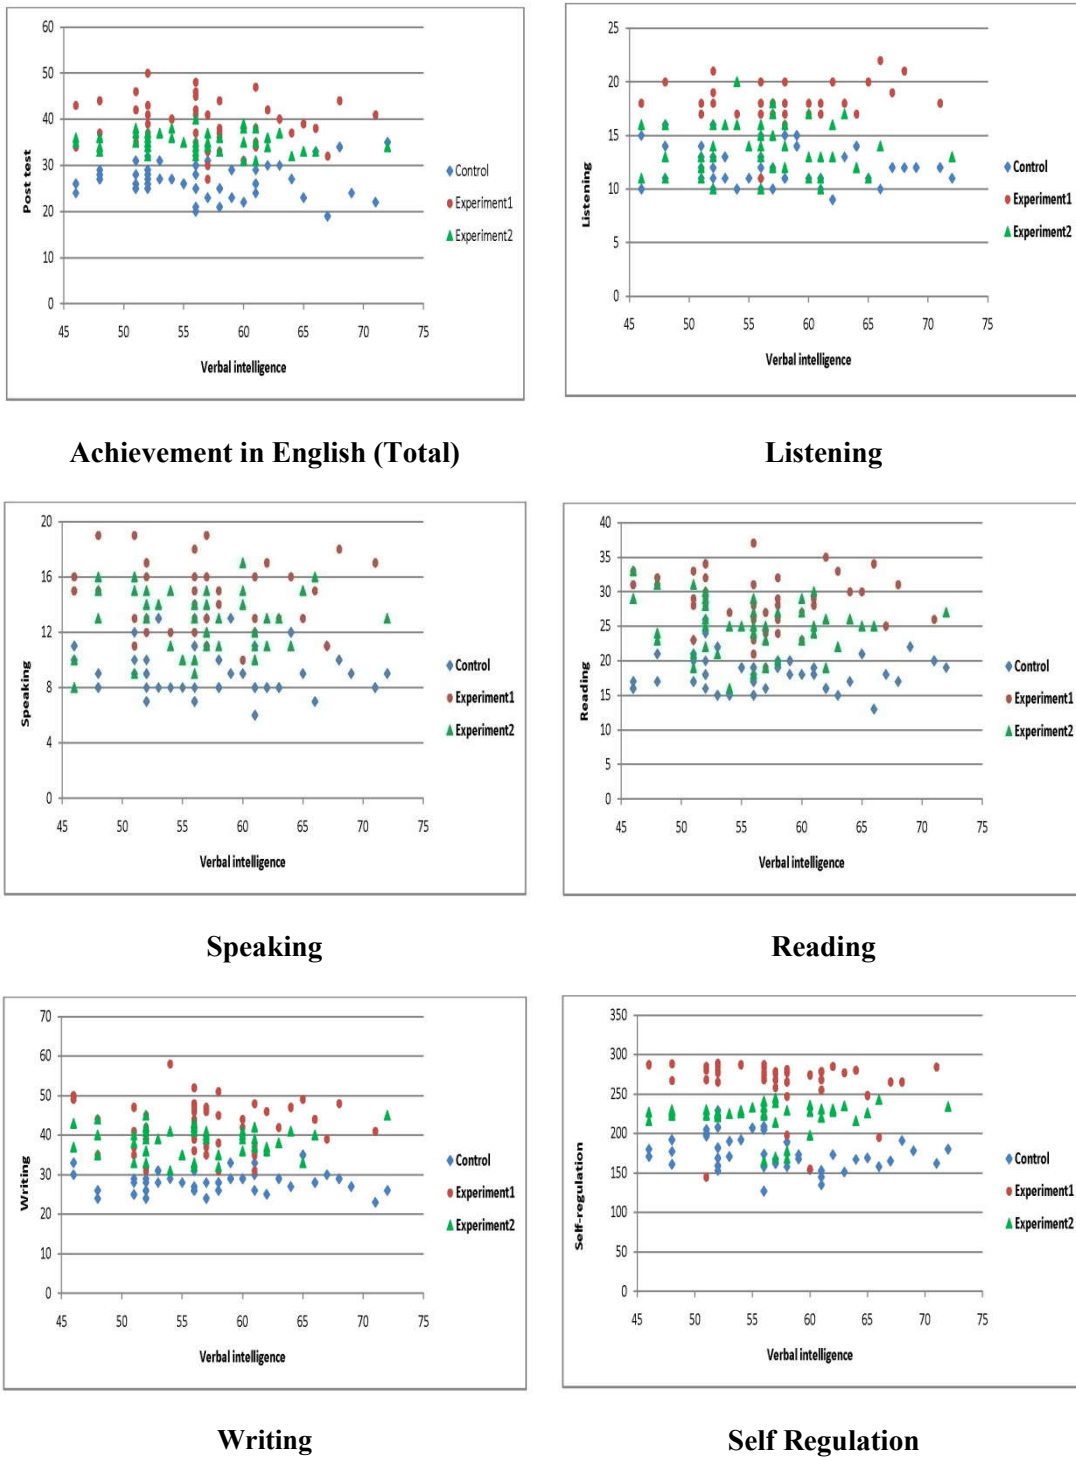 60
50
40
30
20
10
0
45 50 55 60 65 70 75
Post test
Verbal intelligence
Control
Experiment1
Experiment2
Achievement in English (Total)
25
20
15
10
5
0
45 50 55 60 65 70 75
Listening
Verbal intelligence
Control
Experiment1
Experiment2
Listening
20
16
12
8
4
0
45 50 55 60 65 70 75
Speaking
Verbal intelligence
Control
Experiment1
Experiment2
Speaking
40
35
30
25
20
15
10
5
0
45 50 55 60 65 70 75
Reading
Verbal intelligence
Control
Experiment1
Experiment2
Reading
70
60
50
40
30
20
10
0
45 50 55 60 65 70 75
Writing
Verbal intelligence
Control
Experiment1
Experiment2
Writing
350
300
250
200
150
100
50
0
45 50 55 60 65 70 75
Self-regulation
Verbal intelligence
Control
Experiment1
Experiment2
Self Regulation